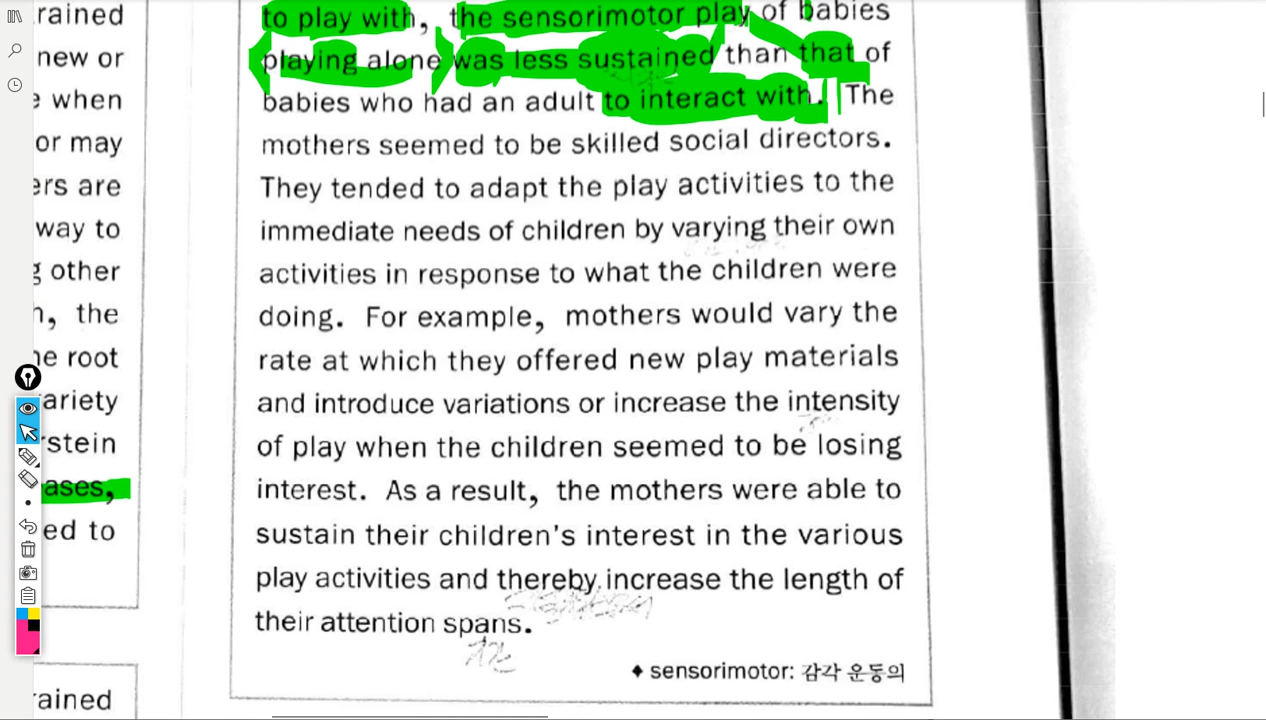 rained
new or
e when
or may
ers are
way to
g other
n, the
ne root
ariety
rstein
ases,
ed to
rained
to play with, the sensorimotor play of babies
playing alone was less sustained than that of
babies who had an adult to interact with. The
mothers seemed to be skilled social directors.
They tended to adapt the play activities to the
immediate needs of children by varying their own
activities in response to what the children were
doing. For example, mothers would vary the
rate at which they offered new play materials
and introduce variations or increase the intensity
of play when the children seemed to be losing
interest. As a result, the mothers were able to
sustain their children's interest in the various
play activities and thereby increase the length of
their attention spans.
♦ sensorimotor: 감각 운동의